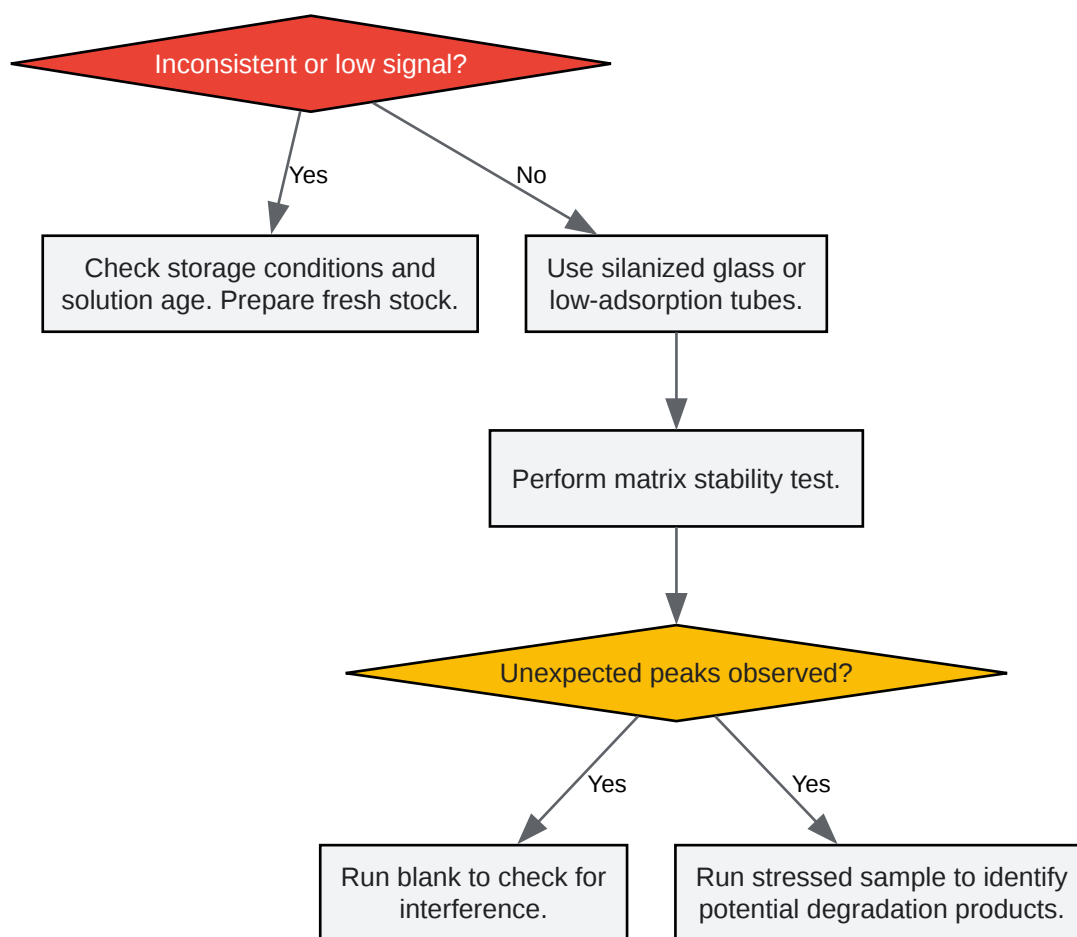 Inconsistent or low signal?
Yes
No
Check storage conditions and
solution age. Prepare fresh stock.
Use silanized glass or
low-adsorption tubes.
Perform matrix stability test.
Unexpected peaks observed?
Yes
Yes
Run blank to check for
interference.
Run stressed sample to identify
potential degradation products.